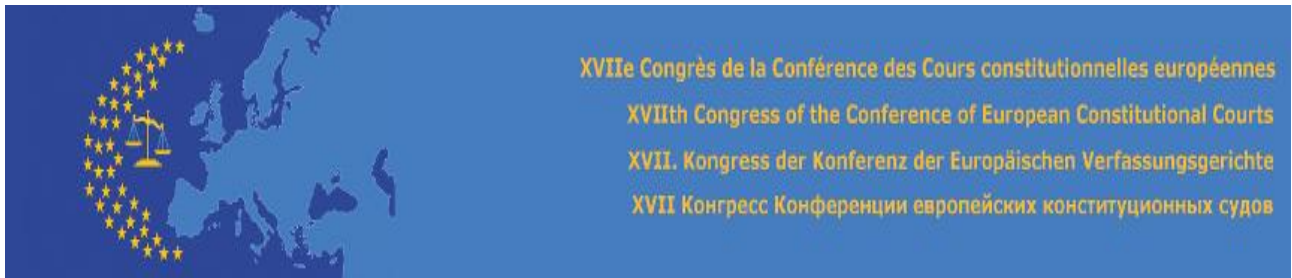 XVIIe Congrès de la Conférence des Cours constitutionnelles européennes
XVIIth Congress of the Conference of European Constitutional Courts
XVII. Kongress der Konferenz der Europäischen Verfassungsgerichte
XVII Конгресс Конференции европейских конституционных судов